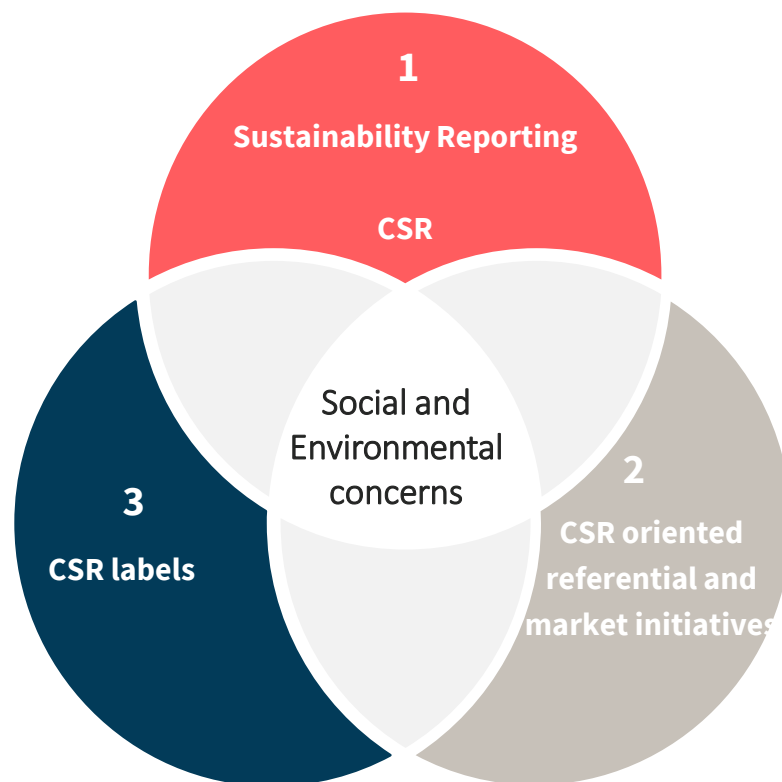 1
Sustainability Reporting
CSR
Social and
Environmental
concerns
2
CSR oriented
referential and
market initiatives
3
CSR labels